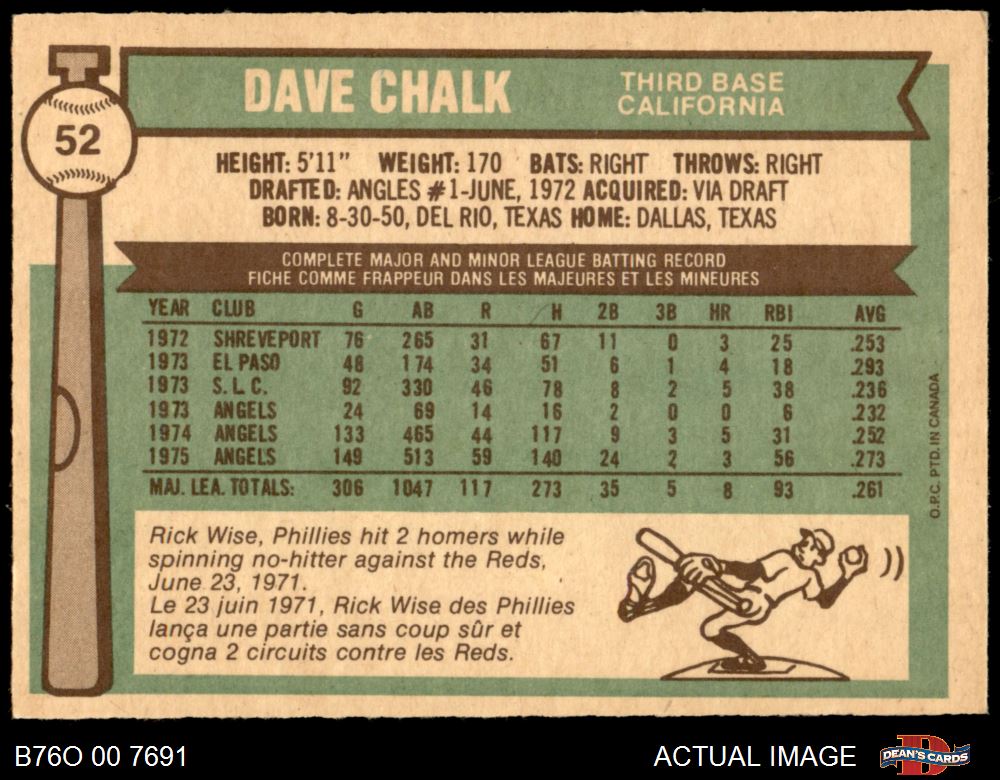 52
DAVE CHALK
THIRD BASE
CALIFORNIA
HEIGHT: 5'11" WEIGHT: 170 BATS: RIGHT THROWS: RIGHT
DRAFTED: ANGLES #1-JUNE, 1972 ACQUIRED: VIA DRAFT
BORN: 8-30-50, DEL RIO, TEXAS HOME: DALLAS, TEXAS
COMPLETE MAJOR AND MINOR LEAGUE BATTING RECORD
FICHE COMME FRAPPEUR DANS LES MAJEURES ET LES MINEURES
YEAR CLUB G AB R H 2B 3B HR RBI AVG
1972 SHREVEPORT 76 265 31 67 11 0 3 25 .253
1973 EL PASO 48 174 34 51 6 1 4 18 .293
1973 S.L.C. 92 330 46 78 8 2 5 38 .236
1973 ANGELS 24 69 14 16 2 0 0 6 .232
1974 ANGELS 133 465 44 117 9 3 5 31 .252
1975 ANGELS 149 513 59 140 24 2 3 56 .273
MAJ. LEA. TOTALS: 306 1047 117 273 35 5 8 93 .261
O.P.C. PTD. IN CANADA
Rick Wise, Phillies hit 2 homers while
spinning no-hitter against the Reds,
June 23, 1971.
Le 23 juin 1971, Rick Wise des Phillies
lança une partie sans coup sûr et
cogna 2 circuits contre les Reds.
B76O 00 7691
ACTUAL IMAGE
DEAN'S CARDS